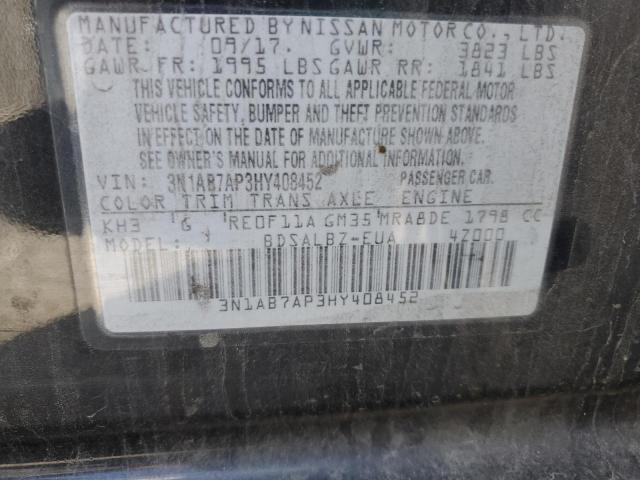 MANUFACTURED BY NISSAN MOTOR CO., LTD.
DATE: 09/17. GVWR: 3823 LBS
GAWR FR: 1995 LBS GAWR RR: 1841 LBS
THIS VEHICLE CONFORMS TO ALL APPLICABLE FEDERAL MOTOR
VEHICLE SAFETY, BUMPER AND THEFT PREVENTION STANDARDS
IN EFFECT ON THE DATE OF MANUFACTURE SHOWN ABOVE.
SEE OWNER'S MANUAL FOR ADDITIONAL INFORMATION.
VIN: 3N1AB7AP3HY408452 PASSENGER CAR.
COLOR TRIM TRANS AXLE ENGINE
KH3 G RE0F11A GM35 MRA8DE 1798 CC
MODEL: BDSALBZ-EUA 4Z000
3N1AB7AP3HY408452